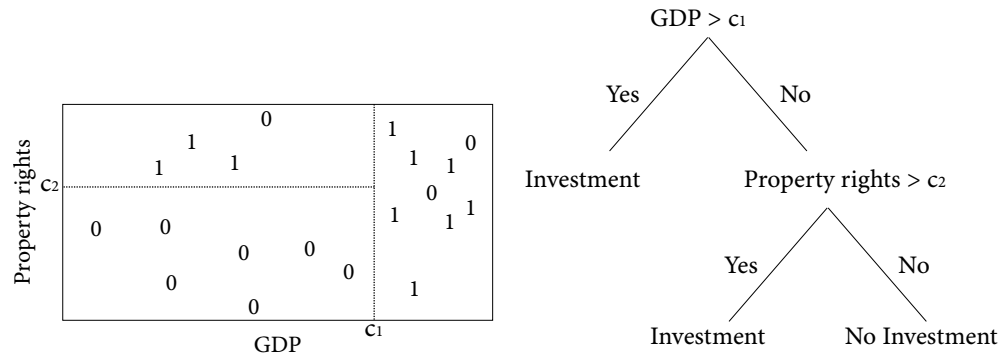 GDP > c1
Yes
No
Investment
Property rights > c2
Yes
No
Investment
No Investment
Property rights
c2
0
1
1
1
1
0
1
1
0
1
1
1
1
0
0
0
0
0
0
0
c1
GDP